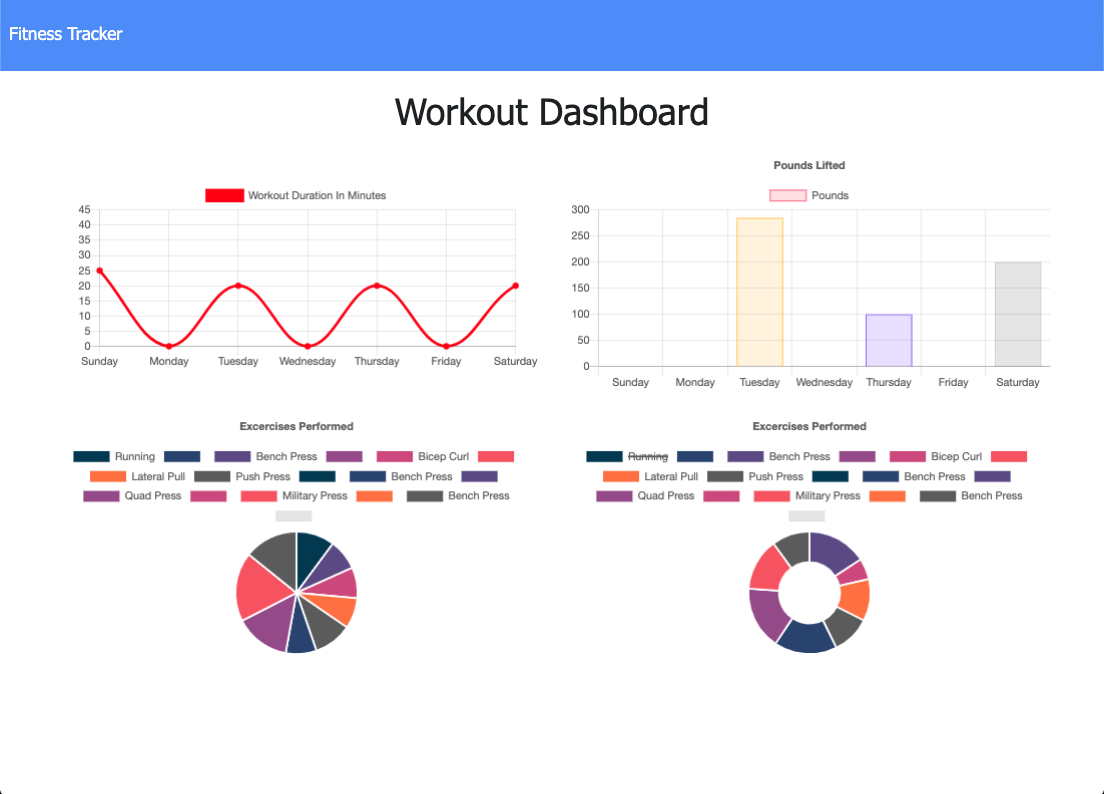 Fitness Tracker
Workout Dashboard
Workout Duration In Minutes
45
40
35
30
25
20
15
10
5
0
Sunday Monday Tuesday Wednesday Thursday Friday Saturday
Pounds Lifted
Pounds
300
250
200
150
100
50
0
Sunday Monday Tuesday Wednesday Thursday Friday Saturday
Excercises Performed
Running Bench Press Bicep Curl
Lateral Pull Push Press Bench Press
Quad Press Military Press Bench Press
Excercises Performed
Running Bench Press Bicep Curl
Lateral Pull Push Press Bench Press
Quad Press Military Press Bench Press